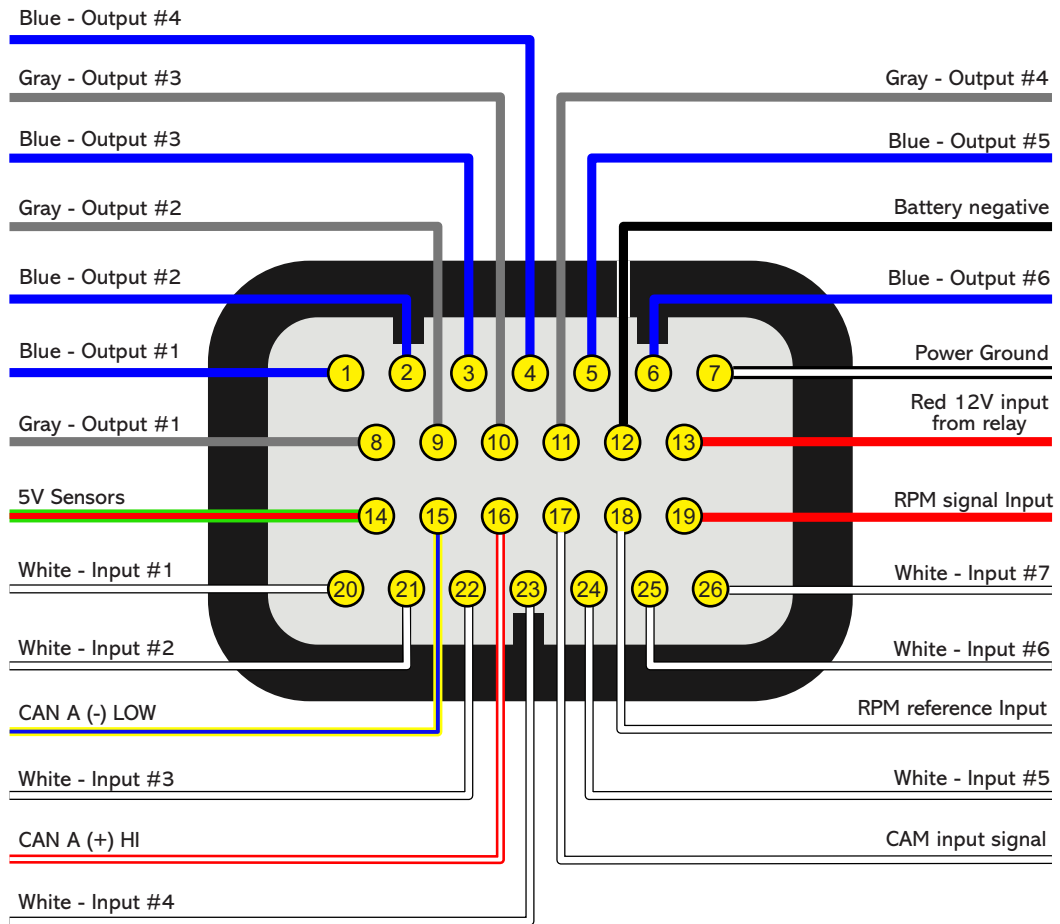 Blue - Output #4
Gray - Output #3
Gray - Output #4
Blue - Output #3
Blue - Output #5
Gray - Output #2
Battery negative
Blue - Output #2
Blue - Output #6
Blue - Output #1
Power Ground
1
2
3
4
5
6
7
Red 12V input
from relay
Gray - Output #1
8
9
10
11
12
13
5V Sensors
RPM signal Input
14
15
16
17
18
19
White - Input #1
White - Input #7
20
21
22
23
24
25
26
White - Input #2
White - Input #6
CAN A (-) LOW
RPM reference Input
White - Input #3
White - Input #5
CAN A (+) HI
CAM input signal
White - Input #4